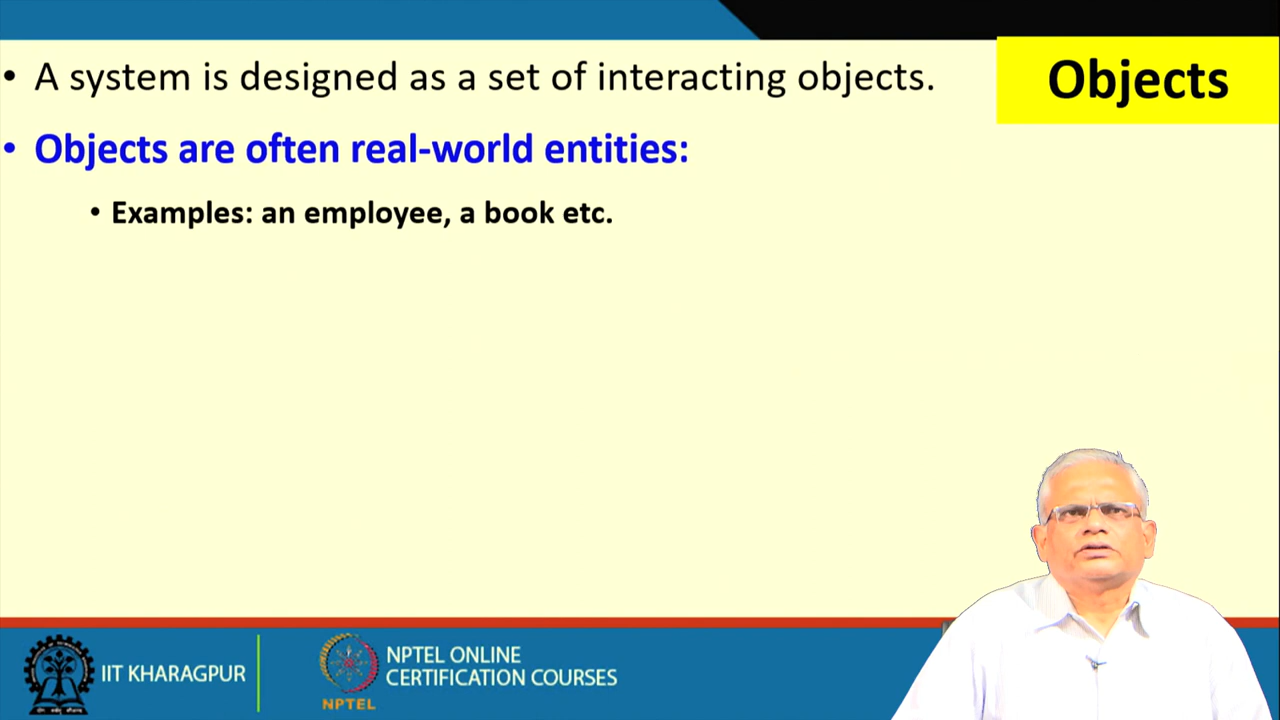 Objects
• A system is designed as a set of interacting objects.
• Objects are often real-world entities:
• Examples: an employee, a book etc.
IIT KHARAGPUR
NPTEL
NPTEL ONLINE
CERTIFICATION COURSES